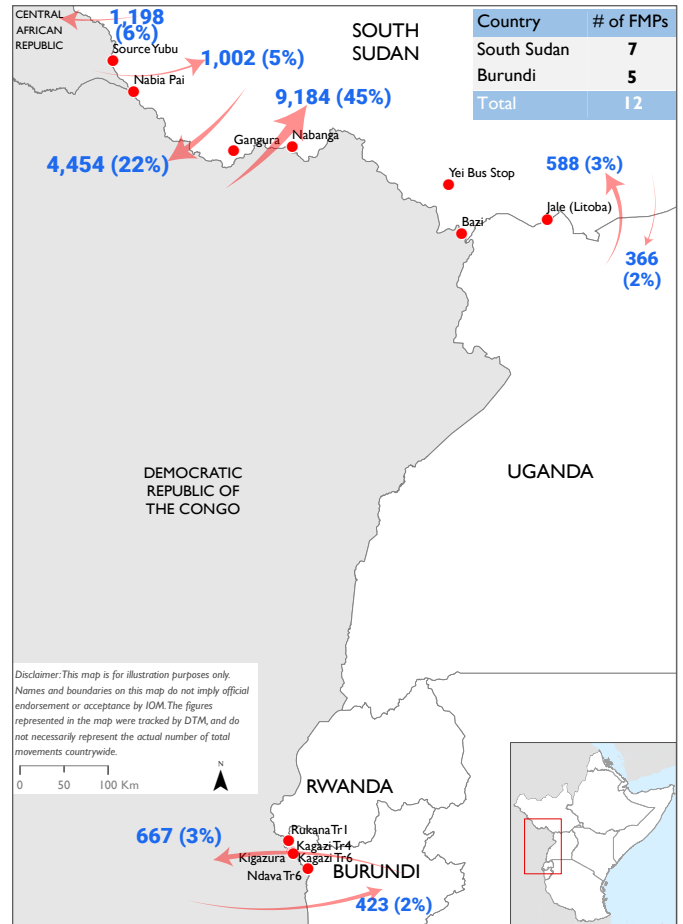 CENTRAL
AFRICAN
REPUBLIC
1,198
(6%)
Source Yubu
1,002 (5%)
Nabia Pai
SOUTH
SUDAN
Country # of FMPs
South Sudan 7
Burundi 5
Total 12
9,184 (45%)
4,454 (22%)
Gangura
Nabanga
Yei Bus Stop
588 (3%)
Jale (Litoba)
Bazi
366
(2%)
DEMOCRATIC
REPUBLIC OF
THE CONGO
UGANDA
Disclaimer: This map is for illustration purposes only.
Names and boundaries on this map do not imply official
endorsement or acceptance by IOM. The figures
represented in the map were tracked by DTM, and do
not necessarily represent the actual number of total
movements countrywide.
0 50 100 Km
N
RWANDA
667 (3%)
Rukana Tr1
Kagazi Tr4
Kigazura
Kagazi Tr6
Ndava Tr6
BURUNDI
423 (2%)